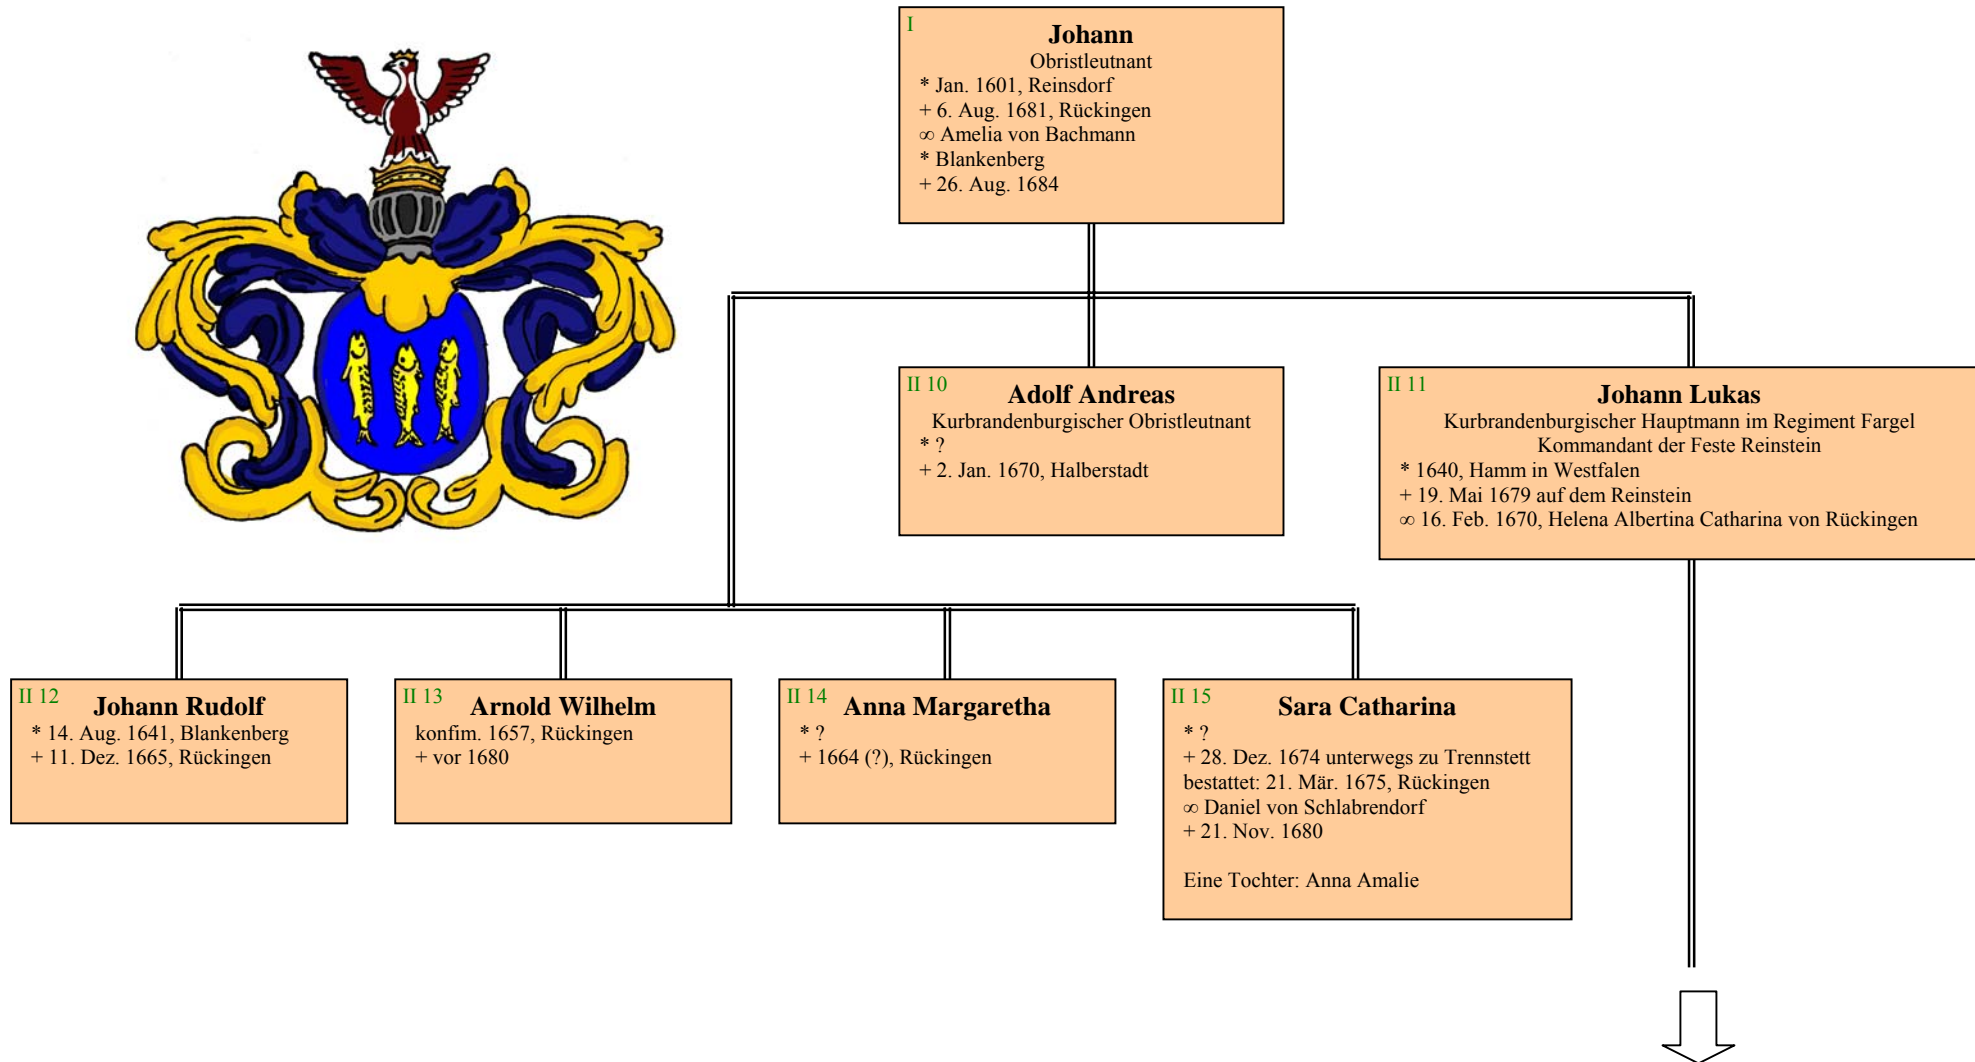 I
Johann
Obristleutnant
* Jan. 1601, Reinsdorf
+ 6. Aug. 1681, Rückingen
∞ Amelia von Bachmann
* Blankenberg
+ 26. Aug. 1684
II 10
Adolf Andreas
Kurbrandenburgischer Obristleutnant
* ?
+ 2. Jan. 1670, Halberstadt
II 11
Johann Lukas
Kurbrandenburgischer Hauptmann im Regiment Fargel
Kommandant der Feste Reinstein
* 1640, Hamm in Westfalen
+ 19. Mai 1679 auf dem Reinstein
∞ 16. Feb. 1670, Helena Albertina Catharina von Rückingen
II 12
Johann Rudolf
* 14. Aug. 1641, Blankenberg
+ 11. Dez. 1665, Rückingen
II 13
Arnold Wilhelm
konfim. 1657, Rückingen
+ vor 1680
II 14
Anna Margaretha
* ?
+ 1664 (?), Rückingen
II 15
Sara Catharina
* ?
+ 28. Dez. 1674 unterwegs zu Trennstett
bestattet: 21. Mär. 1675, Rückingen
∞ Daniel von Schlabrendorf
+ 21. Nov. 1680
Eine Tochter: Anna Amalie